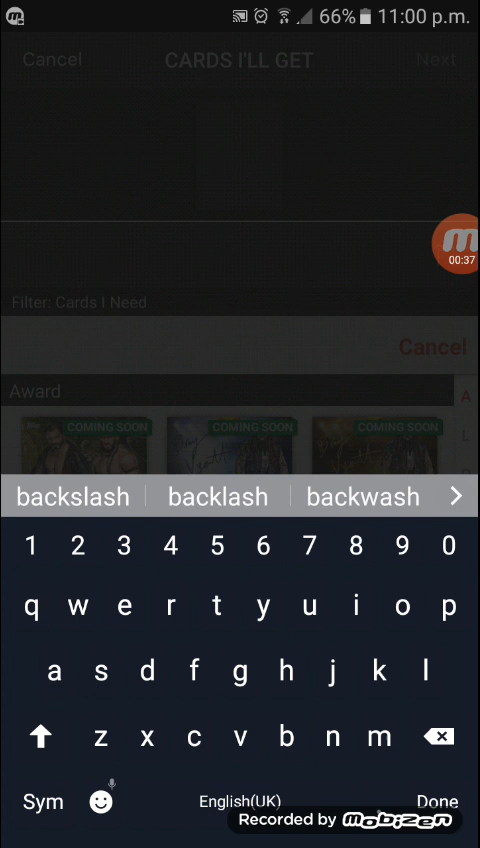 66% 11:00 p.m.
Cancel CARDS I'LL GET Next
00:37
Filter: Cards I Need
Cancel
Award
A
COMING SOON COMING SOON COMING SOON
L
backslash backlash backwash
1 2 3 4 5 6 7 8 9 0
q w e r t y u i o p
a s d f g h j k l
z x c v b n m
Sym English(UK) Done
Recorded by mobizen